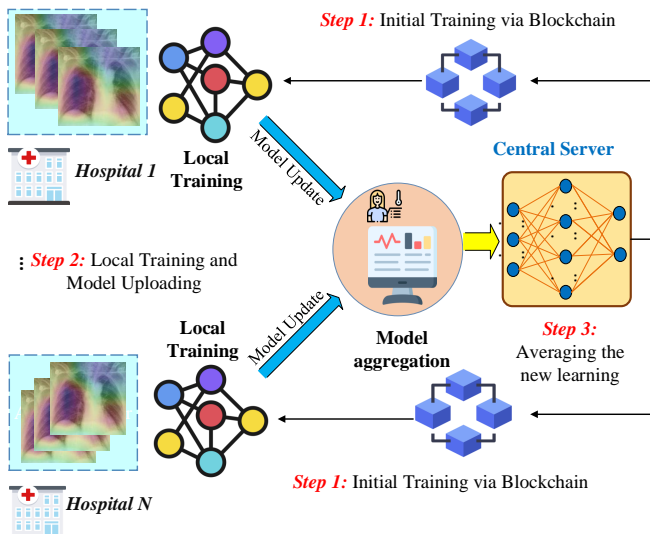 Step 1: Initial Training via Blockchain
Hospital 1
Local
Training
Model Update
Central Server
Step 2: Local Training and
Model Uploading
Local
Training
Model Update
Model
aggregation
Step 3:
Averaging the
new learning
Step 1: Initial Training via Blockchain
Hospital N